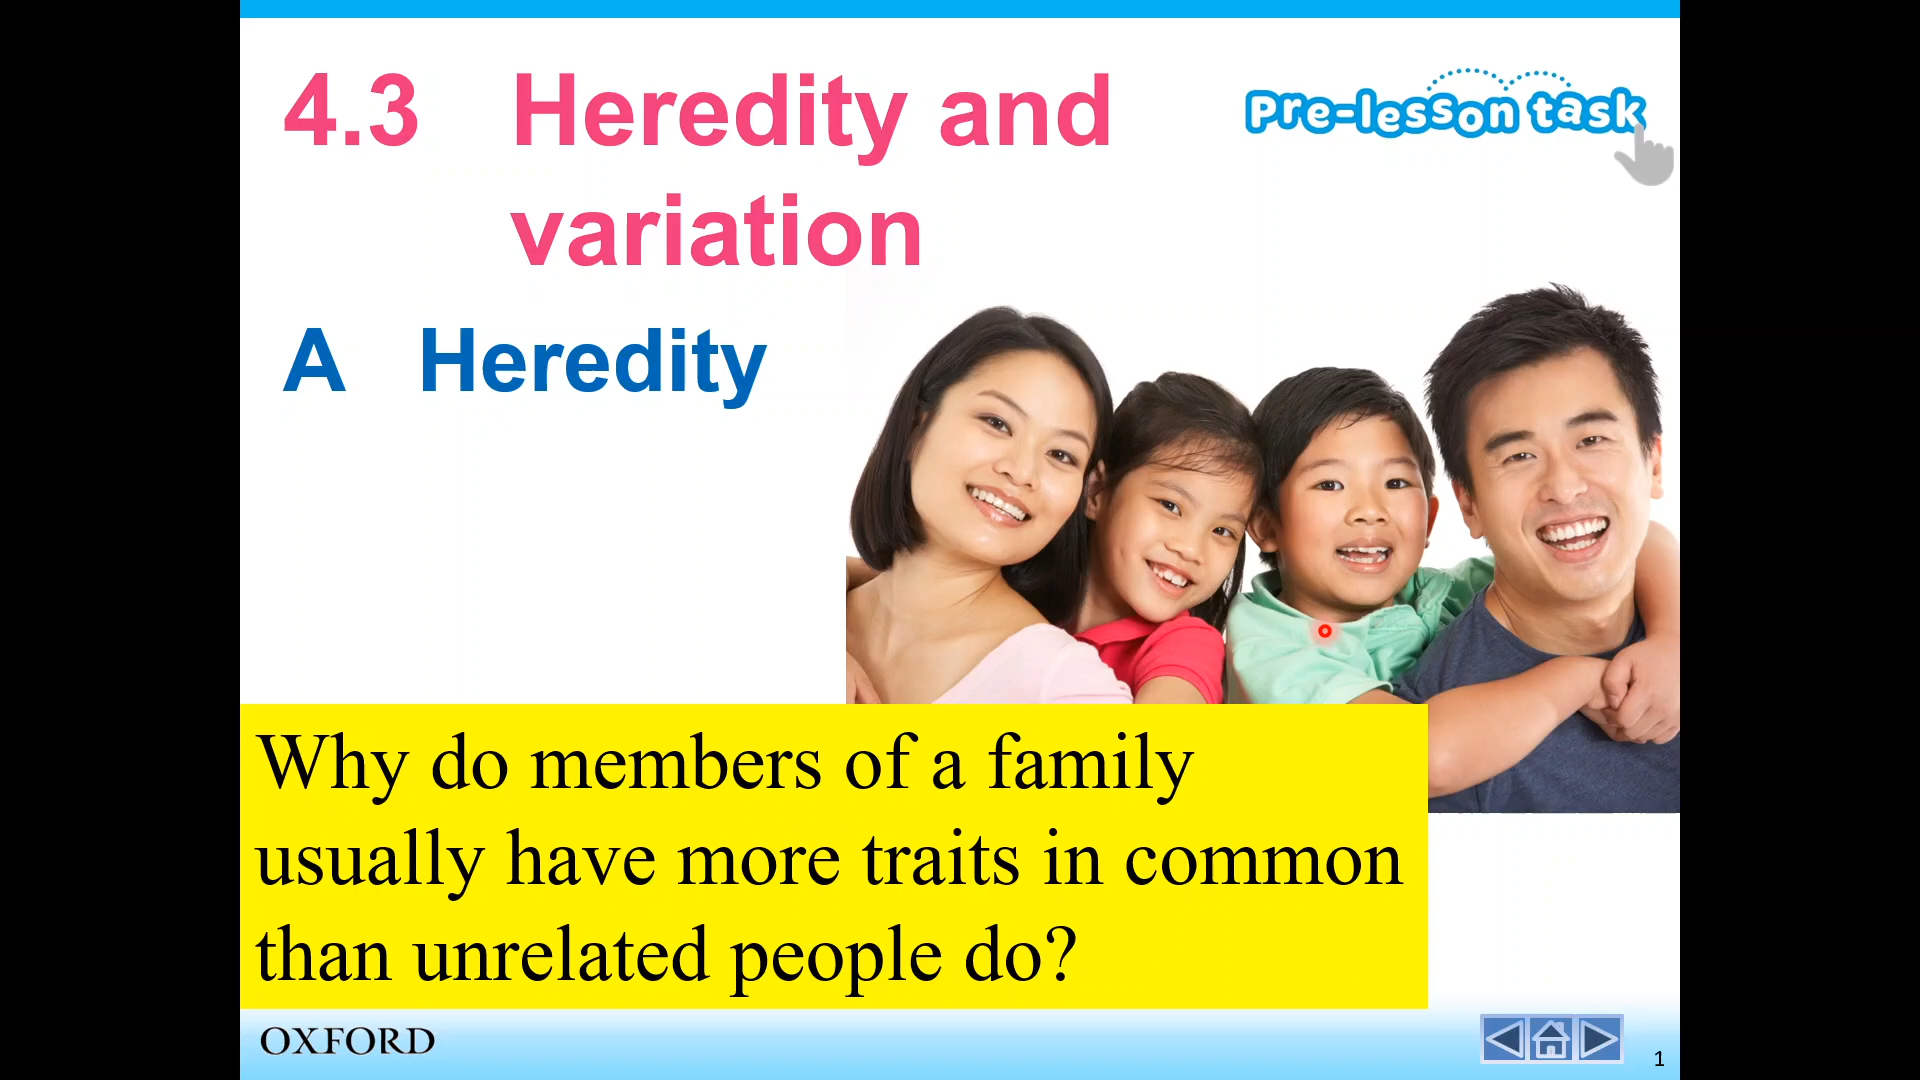 4.3 Heredity and
variation
Pre-lesson task
A Heredity
Why do members of a family
usually have more traits in common
than unrelated people do?
OXFORD
1